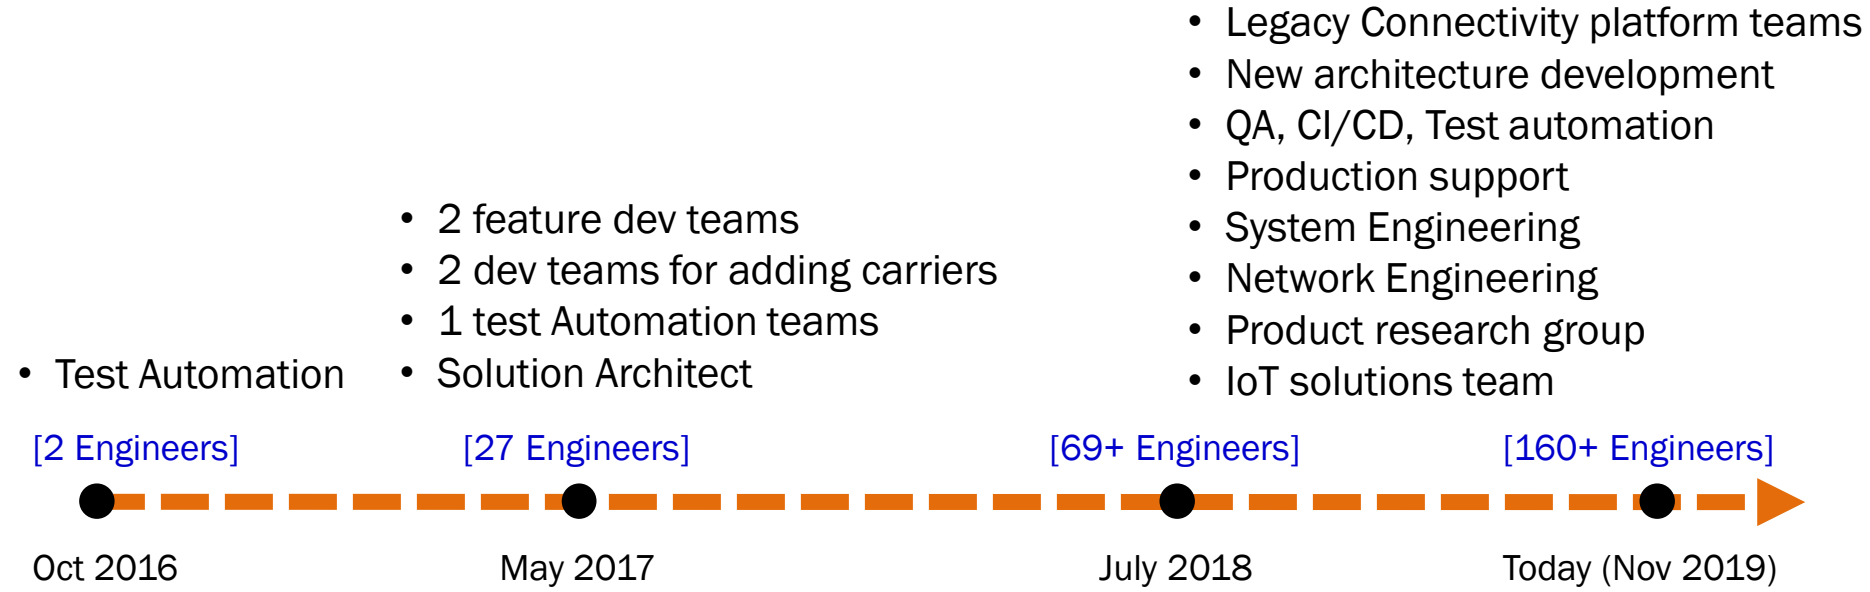 • Legacy Connectivity platform teams
• New architecture development
• QA, CI/CD, Test automation
• Production support
• System Engineering
• Network Engineering
• Product research group
• IoT solutions team
• 2 feature dev teams
• 2 dev teams for adding carriers
• 1 test Automation teams
• Solution Architect
• Test Automation
[2 Engineers]
[27 Engineers]
[69+ Engineers]
[160+ Engineers]
Oct 2016
May 2017
July 2018
Today (Nov 2019)